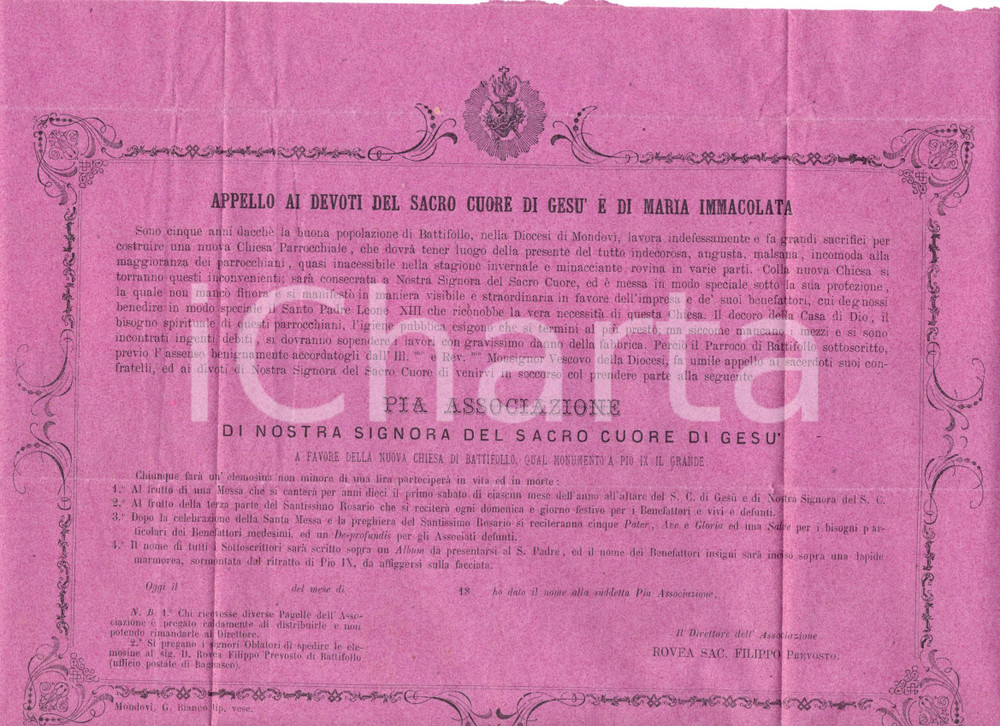 APPELLO AI DEVOTI DEL SACRO CUORE DI GESU' E DI MARIA IMMACOLATA
Sono cinque anni dacchè la buona popolazione di Battifollo, nella Diocesi di Mondovì, lavora indefessamente e fa grandi sacrifici per
costruire una nuova Chiesa Parrocchiale, che dovrà tener luogo della presente del tutto indecorosa, angusta, malsana, incomoda alla
maggioranza dei parrocchiani, quasi inacessibile nella stagione invernale e minacciante rovina in varie parti. Colla nuova Chiesa si
torranno questi inconvenienti; sarà consecrata a Nostra Signora del Sacro Cuore, ed è messa in modo speciale sotto la sua protezione,
la quale non mancò finora e si manifestò in maniera visibile e straordinaria in favore dell'impresa e de' suoi benefattori, cui degnossi
benedire in modo speciale il Santo Padre Leone XIII che riconobbe la vera necessità di questa Chiesa. Il decoro della Casa di Dio, il
bisogno spirituale di quei parrocchiani, l'igiene pubblica esigono che si termini al più presto; ma siccome mancano i mezzi e si sono
incontrati ingenti debiti, si dovranno sopendere i lavori con gravissimo danno della fabbrica. Perciò il Parroco di Battifollo sottoscritto,
previo l'assenso benignamente accordatogli dall'Ill.mo e Rev.mo Monsignor Vescovo della Diocesi, fa umile appello ai sacerdoti suoi con-
fratelli, ed ai divoti di Nostra Signora del Sacro Cuore di venirvi in soccorso col prendere parte alla seguente
PIA ASSOCIAZIONE
DI NOSTRA SIGNORA DEL SACRO CUORE DI GESU'
A FAVORE DELLA NUOVA CHIESA DI BATTIFOLLO, QUAL MONUMENTO A PIO IX IL GRANDE
Chiunque farà un'elemosina non minore di una lira parteciperà in vita ed in morte:
1.° Al frutto di una Messa che si canterà per anni dieci il primo sabato di ciascun mese dell'anno all'altare del S. C. di Gesù e di Nostra Signora del S. C.
2.° Al frutto della terza parte del Santissimo Rosario che si reciterà ogni domenica e giorno festivo per i Benefattori e vivi e defunti.
3.° Dopo la celebrazione della Santa Messa e la preghiera del Santissimo Rosario si reciteranno cinque Pater, Ave e Gloria ed una Salve per i bisogni particolari
dei Benefattori medesimi, ed un De-profundis per gli Associati defunti.
4.° Il nome di tutti i Sottoscrittori sarà scritto sopra un Album da presentarsi al S. Padre, ed il nome dei Benefattori insigni sarà inciso sopra una lapide
marmorea, sormontata dal ritratto di Pio IX, da affiggersi sulla facciata.
Oggi il del mese di 18 ho dato il nome alla suddetta Pia Associazione.
N. B. 1.° Chi ricevesse diverse Pagelle dell'Asso-
ciazione è pregato caldamente di distribuirle e non
potendo rimandarle al Direttore.
2.° Si pregano i signori Oblatori di spedire le ele-
mosine al sig. D. Rovea Filippo Prevosto di Battifollo
(ufficio postale di Bagnasco).
Il Direttore dell'Associazione
ROVEA SAC. FILIPPO PREVOSTO.
Mondovì, G. Bianco tip. vesc.
ICharta